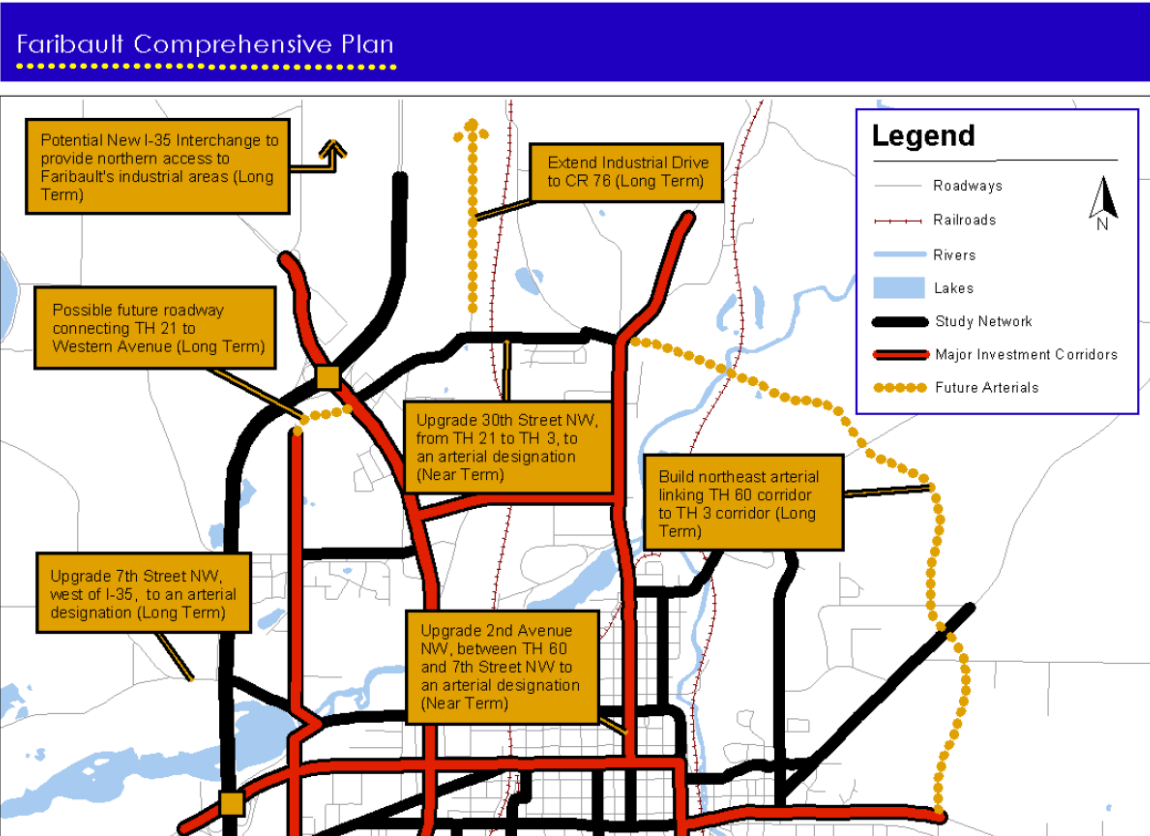 Faribault Comprehensive Plan
Potential New I-35 Interchange to
provide northern access to
Faribault's industrial areas (Long
Term)
Extend Industrial Drive
to CR 76 (Long Term)
Legend
Roadways
Railroads
Rivers
Lakes
Study Network
Major Investment Corridors
Future Arterials
N
Possible future roadway
connecting TH 21 to
Western Avenue (Long Term)
Upgrade 30th Street NW,
from TH 21 to TH 3, to
an arterial designation
(Near Term)
Build northeast arterial
linking TH 60 corridor
to TH 3 corridor (Long
Term)
Upgrade 7th Street NW,
west of I-35, to an arterial
designation (Long Term)
Upgrade 2nd Avenue
NW, between TH 60
and 7th Street NW to
an arterial designation
(Near Term)